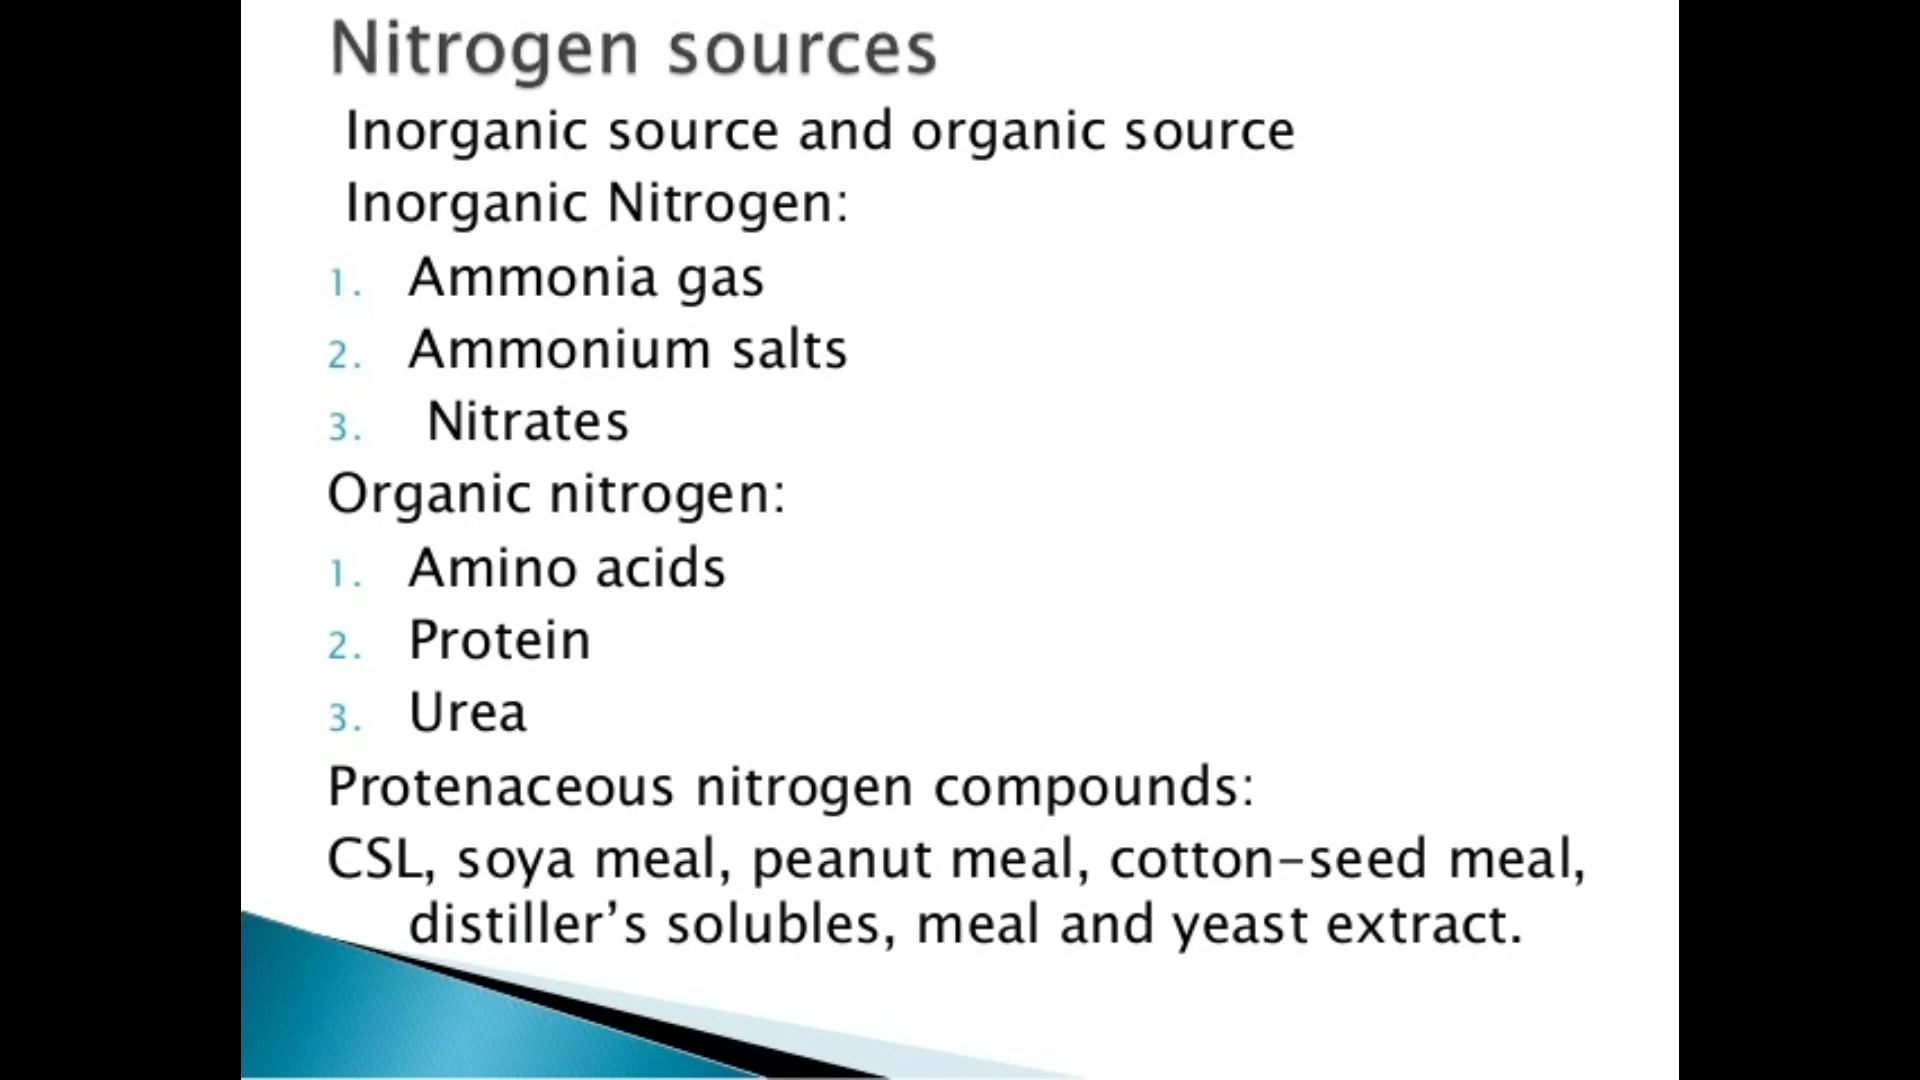 Nitrogen sources
Inorganic source and organic source
Inorganic Nitrogen:
1. Ammonia gas
2. Ammonium salts
3. Nitrates
Organic nitrogen:
1. Amino acids
2. Protein
3. Urea
Protenaceous nitrogen compounds:
CSL, soya meal, peanut meal, cotton-seed meal,
distiller’s solubles, meal and yeast extract.